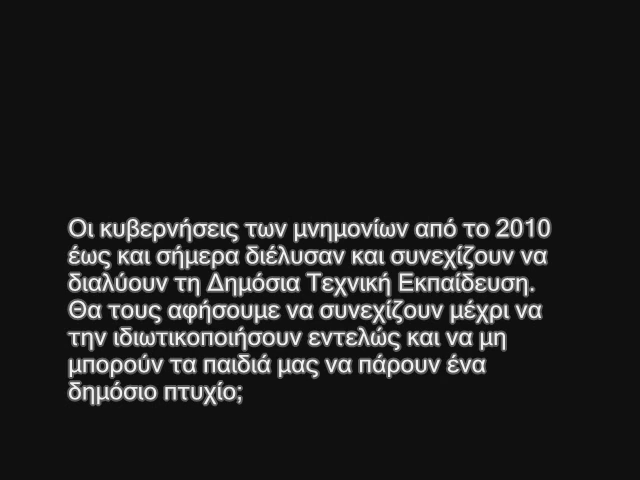 Οι κυβερνήσεις των μνημονίων από το 2010
έως και σήμερα διέλυσαν και συνεχίζουν να
διαλύουν τη Δημόσια Τεχνική Εκπαίδευση.
Θα τους αφήσουμε να συνεχίζουν μέχρι να
την ιδιωτικοποιήσουν εντελώς και να μη
μπορούν τα παιδιά μας να πάρουν ένα
δημόσιο πτυχίο;